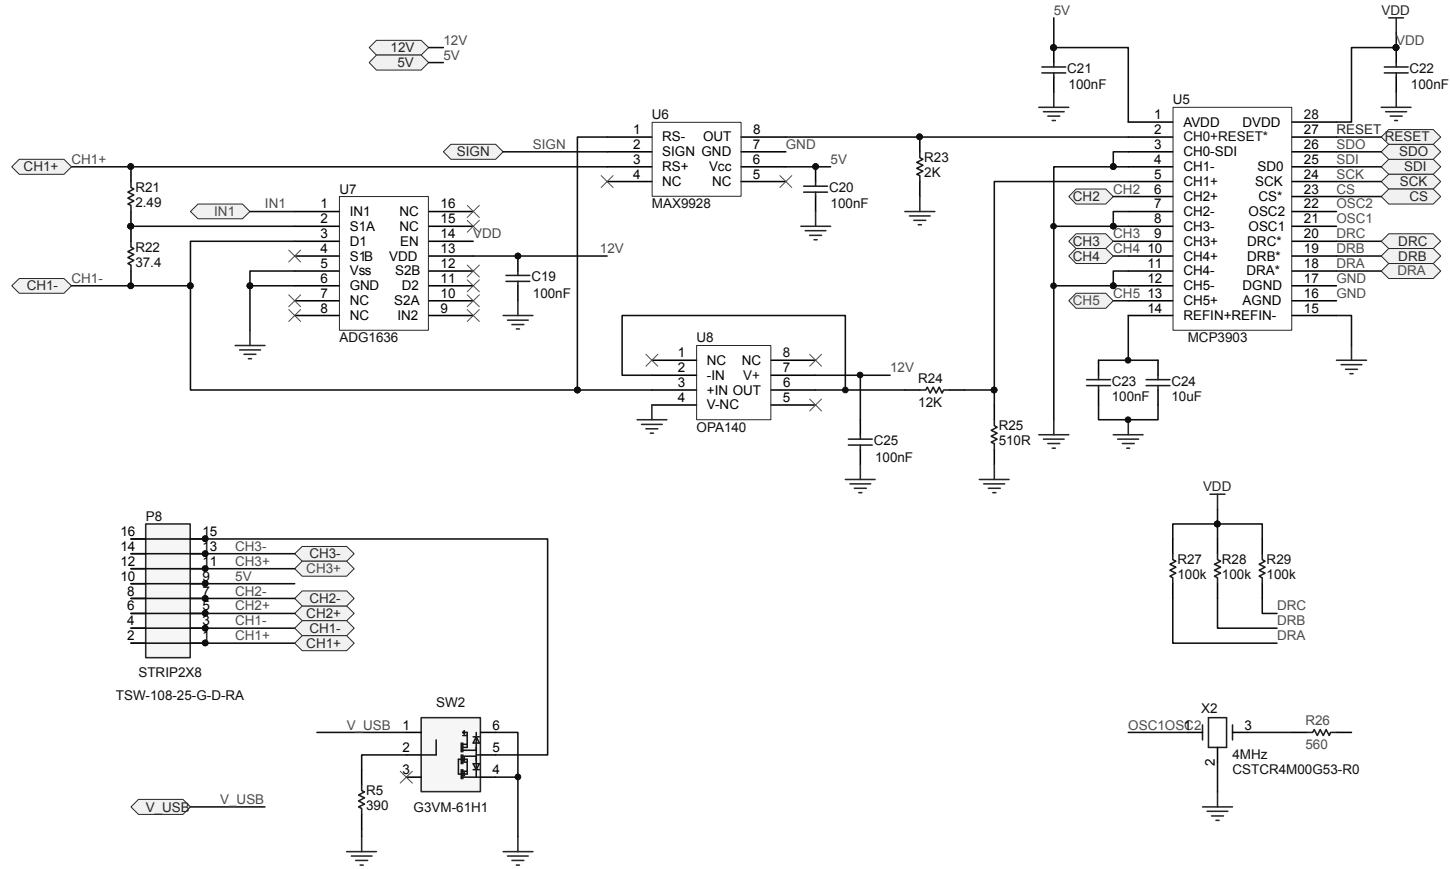 5V
VDD
12V 12V
5V 5V
VDD
C21
100nF
C22
100nF
U6
1 RS- OUT 8
SIGN SIGN 2 SIGN GND 7 GND
3 RS+ Vcc 6 5V
4 NC NC 5
MAX9928
C20
100nF
R23
2K
CH1+ CH1+
R21
2.49
R22
37.4
CH1- CH1-
U7
IN1 IN1 1 IN1 NC 16
2 S1A NC 15
3 D1 EN 14 VDD
4 S1B VDD 13 12V
5 Vss S2B 12
6 GND D2 11
7 NC S2A 10
8 NC IN2 9
ADG1636
C19
100nF
U5
1 AVDD DVDD 28
2 CH0+RESET* 27 RESET RESET
3 CH0-SDI 26 SDO SDO
4 CH1- SD0 25 SDI SDI
5 CH1+ SCK 24 SCK SCK
CH2 CH2 6 CH2+ CS* 23 CS CS
7 CH2- OSC2 22 OSC2
8 CH3- OSC1 21 OSC1
CH3 CH3 9 CH3+ DRC* 20 DRC DRC
CH4 CH4 10 CH4+ DRB* 19 DRB DRB
11 CH4- DRA* 18 DRA DRA
12 CH5- DGND 17 GND
CH5 CH5 13 CH5+ AGND 16 GND
14 REFIN+REFIN- 15
MCP3903
U8
1 NC NC 8
2 -IN V+ 7 12V
3 +IN OUT 6
4 V-NC 5
OPA140
R24
12K
C25
100nF
R25
510R
C23
100nF
C24
10uF
P8
16 15
14 3 CH3- CH3-
12 1 CH3+ CH3+
10 9 5V
8 7 CH2- CH2-
6 5 CH2+ CH2+
4 3 CH1- CH1-
2 1 CH1+ CH1+
STRIP2X8
TSW-108-25-G-D-RA
VDD
R27
100k
R28
100k
R29
100k
DRC
DRB
DRA
SW2
V_USB 1 6
2 5
3 4
G3VM-61H1
R5
390
V_USB V_USB
X2
OSC1OSC2 1 3
2
R26
560
4MHz
CSTCR4M00G53-R0